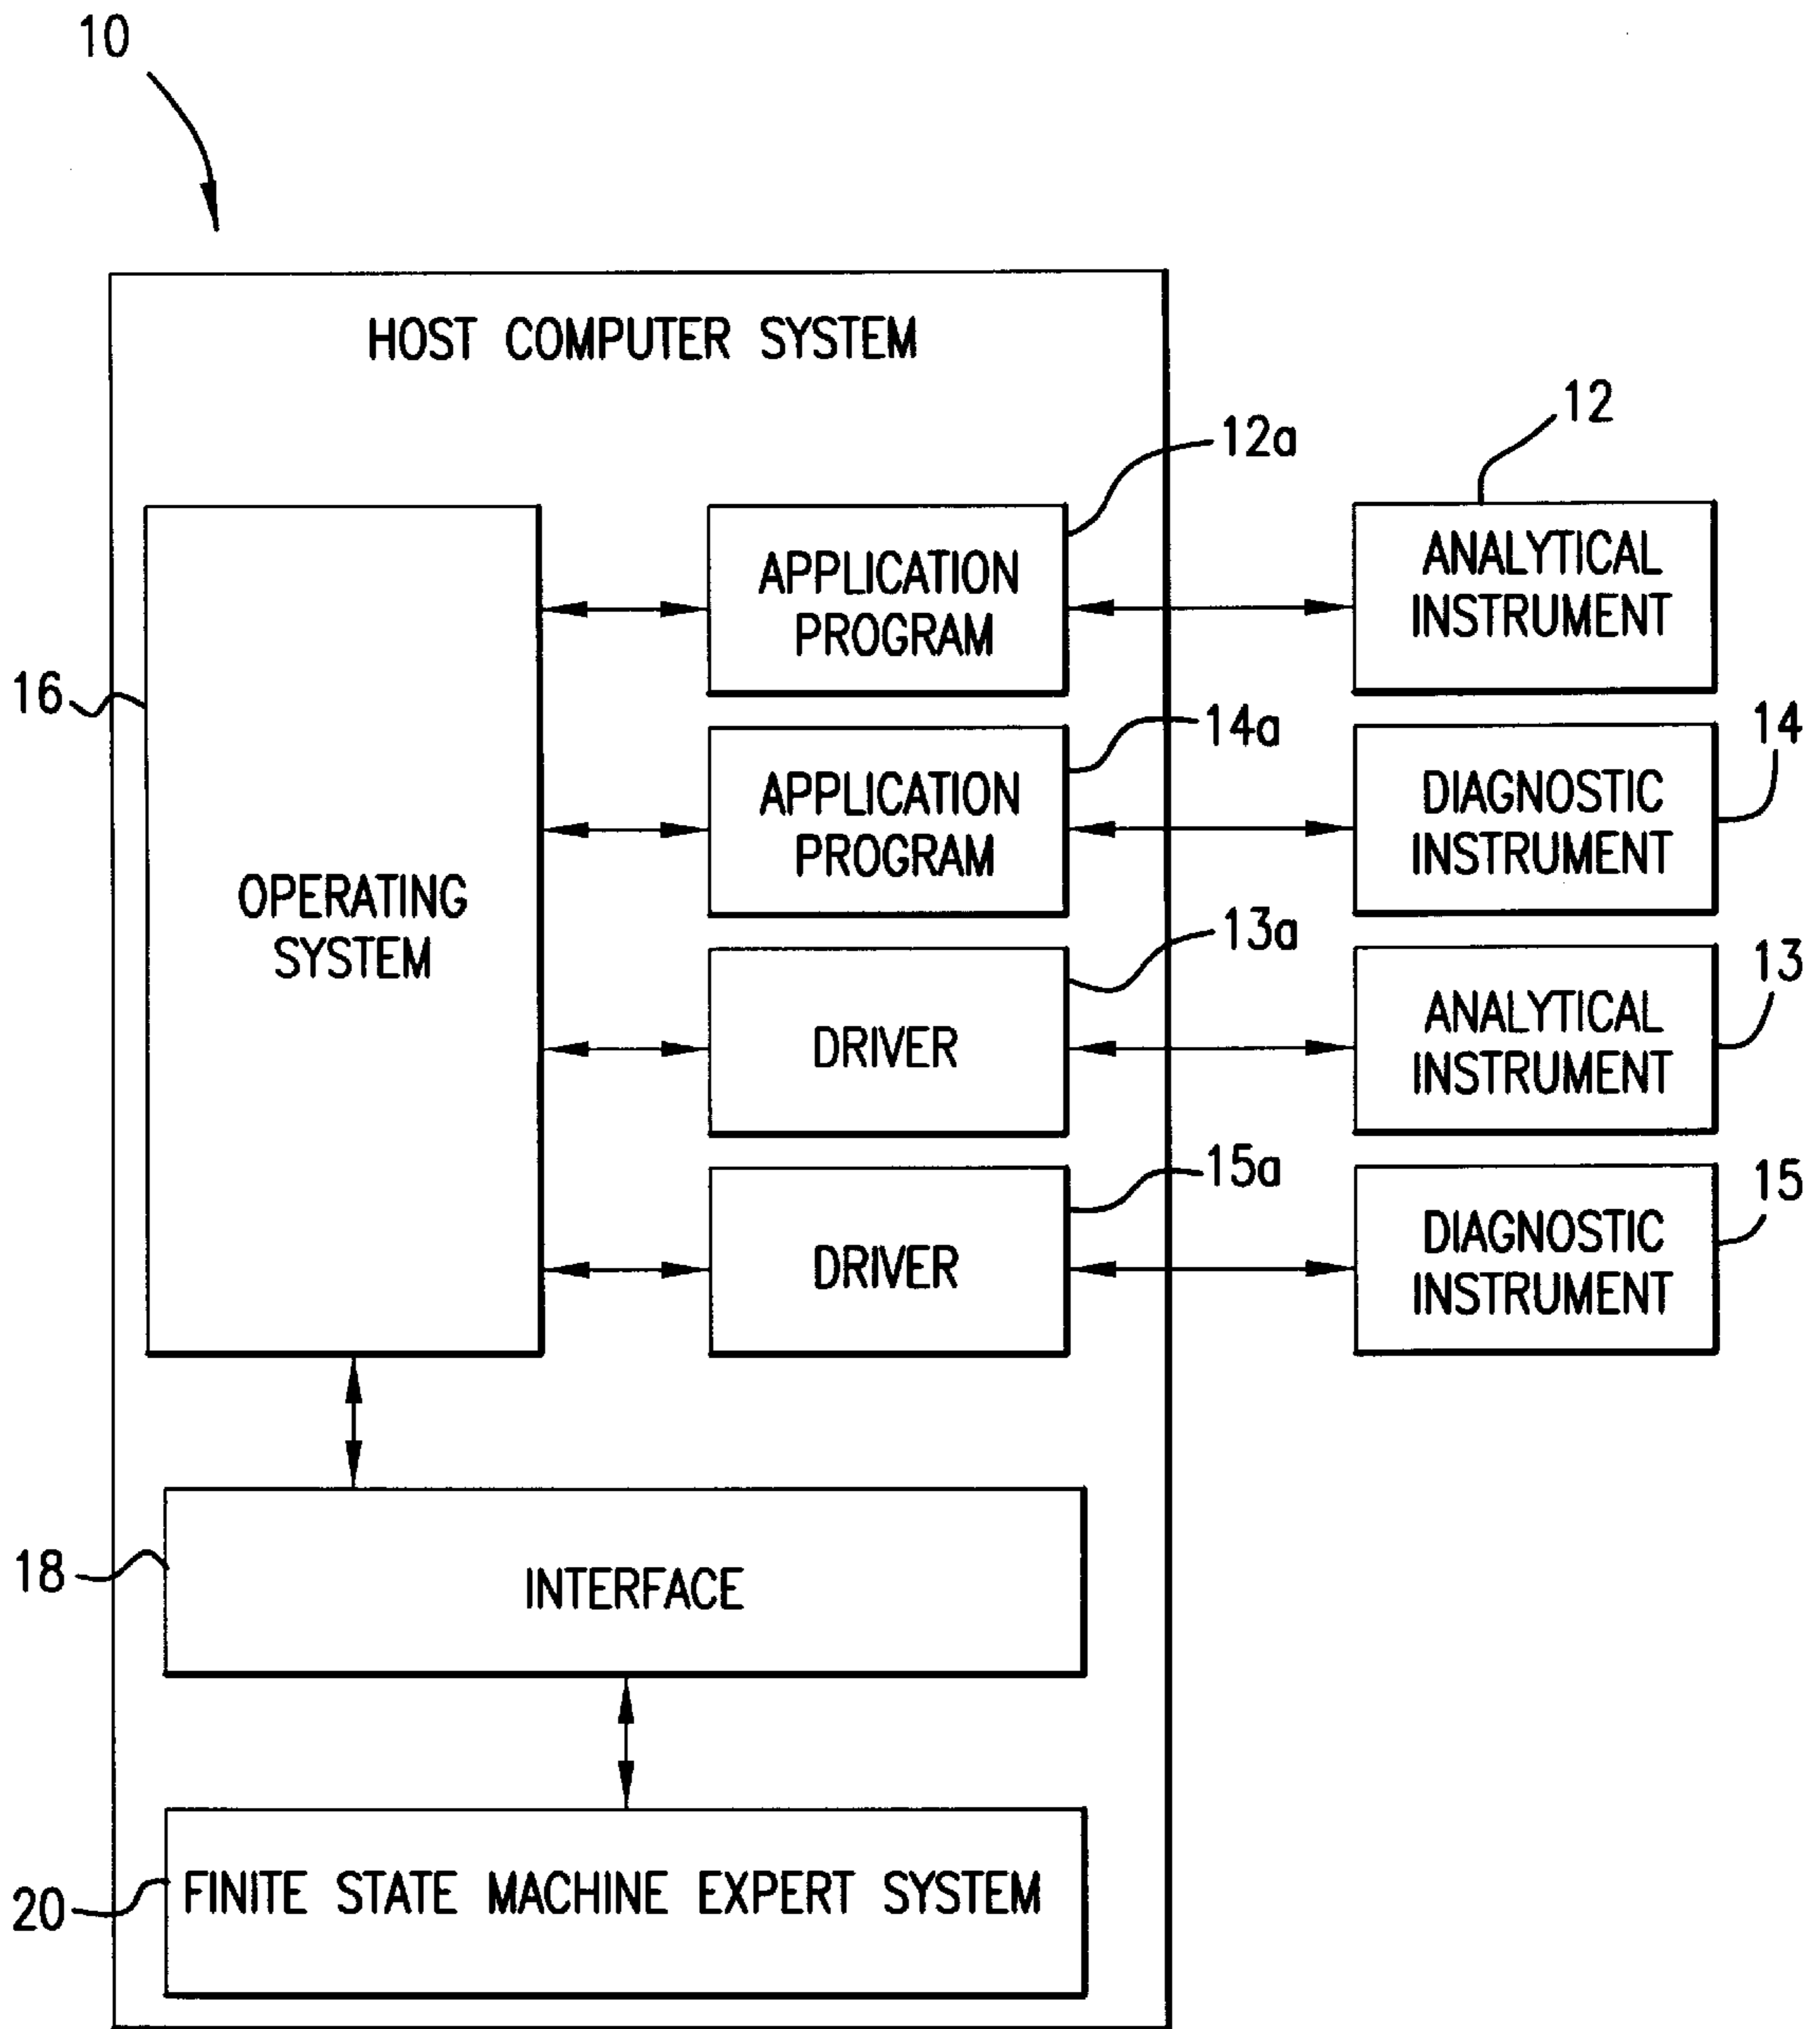 10
HOST COMPUTER SYSTEM
12a
12
APPLICATION
PROGRAM
ANALYTICAL
INSTRUMENT
16
14a
14
APPLICATION
PROGRAM
DIAGNOSTIC
INSTRUMENT
OPERATING
SYSTEM
13a
13
DRIVER
ANALYTICAL
INSTRUMENT
15a
15
DRIVER
DIAGNOSTIC
INSTRUMENT
18
INTERFACE
20
FINITE STATE MACHINE EXPERT SYSTEM